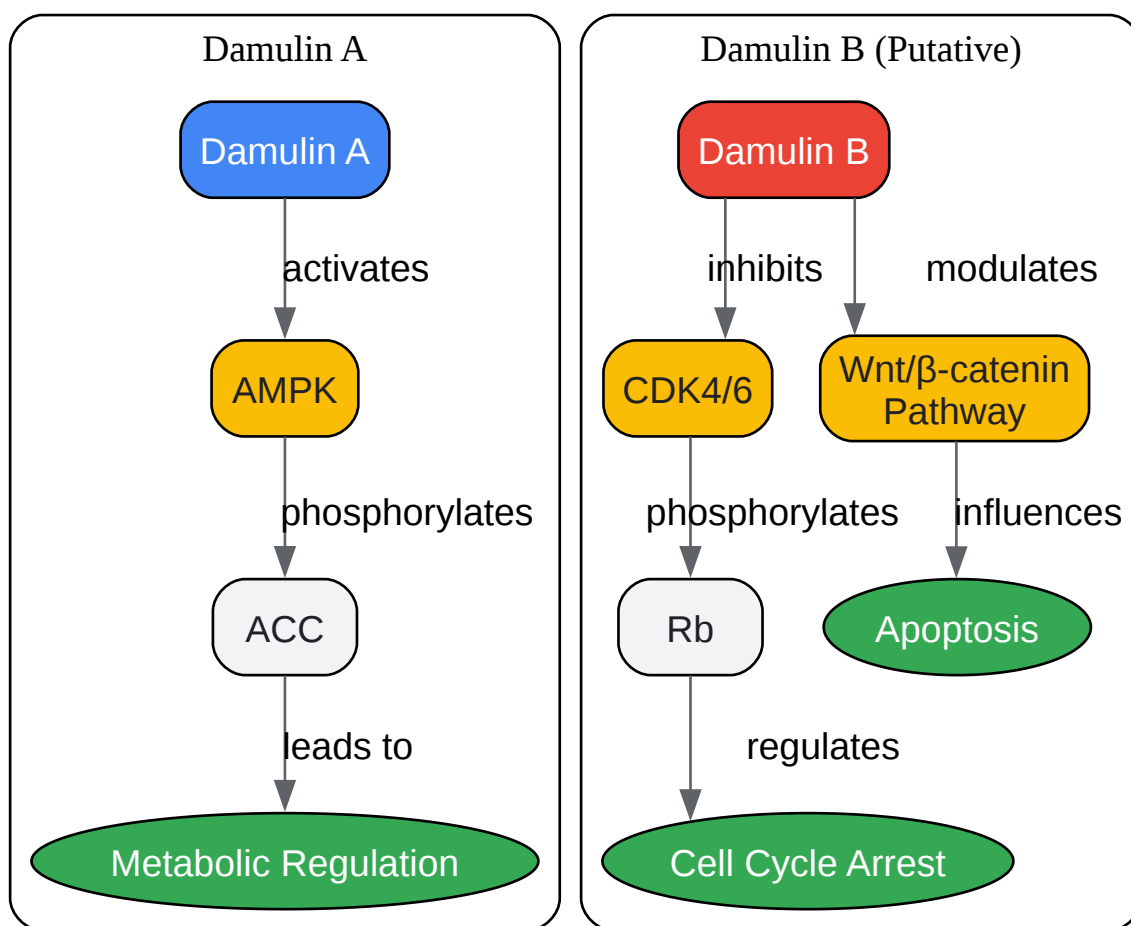 Damulin A
Damulin A
activates
AMPK
phosphorylates
ACC
leads to
Metabolic Regulation
Damulin B (Putative)
Damulin B
inhibits
modulates
CDK4/6
Wnt/β-catenin
Pathway
phosphorylates
influences
Rb
Apoptosis
regulates
Cell Cycle Arrest